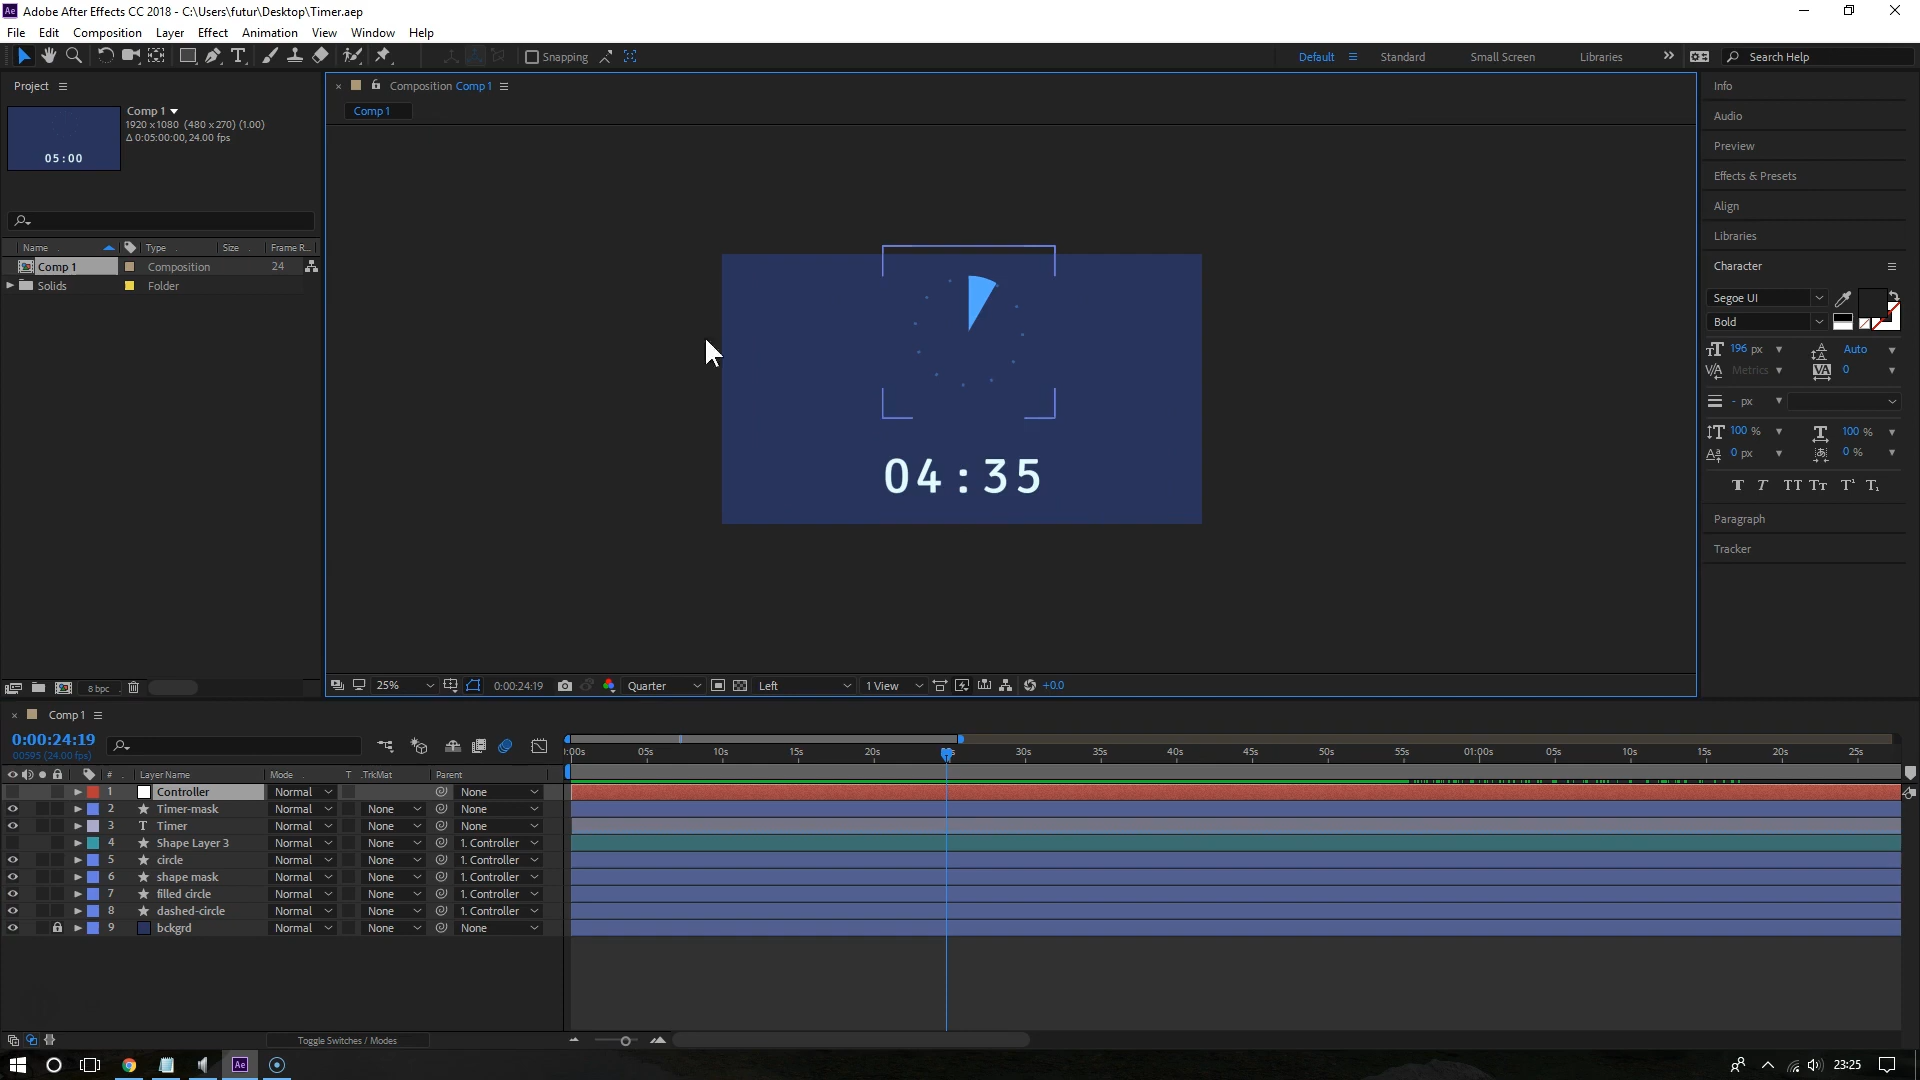 Adobe After Effects CC 2018 - C:\Users\futur\Desktop\Timer.aep
File Edit Composition Layer Effect Animation View Window Help
Snapping
Default Standard Small Screen Libraries Search Help
Project
Comp 1
1920 x 1080 (480 x 270) (1.00)
Δ 0:05:00:00, 24.00 fps
05:00
Name Type Size Frame R...
Comp 1 Composition 24
Solids Folder
8 bpc
Composition Comp 1
Comp 1
04:35
25% 0:00:24:19 Quarter Left 1 View +0.0
Info
Audio
Preview
Effects & Presets
Align
Libraries
Character
Segoe UI
Bold
196 px Auto
Metrics 0
- px
100 % 100 %
0 px 0 %
T T TT Tt T¹ T₁
Paragraph
Tracker
Comp 1
0:00:24:19
00595 (24.00 fps)
:00s 05s 10s 15s 20s 30s 35s 40s 45s 50s 55s 01:00s 05s 10s 15s 20s 25s
# Layer Name Mode T .TrkMat Parent
1 Controller Normal None
2 Timer-mask Normal None None
3 T Timer Normal None None
4 Shape Layer 3 Normal None 1. Controller
5 circle Normal None 1. Controller
6 shape mask Normal None 1. Controller
7 filled circle Normal None 1. Controller
8 dashed-circle Normal None 1. Controller
9 bckgrd Normal None None
Toggle Switches / Modes
Ae 23:25